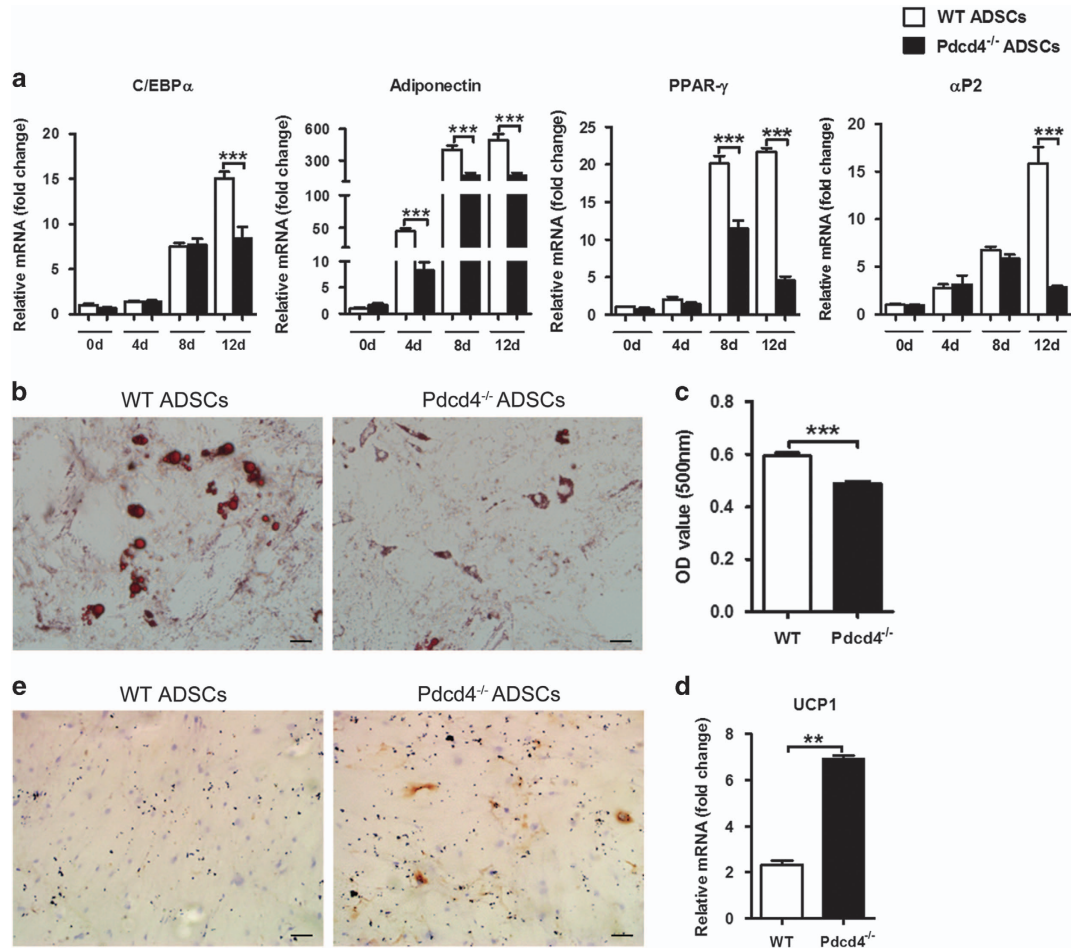 WT ADSCs
Pdcd4-/- ADSCs
a
C/EBPα
Relative mRNA (fold change)
20
15
10
5
0
***
0d 4d 8d 12d
Adiponectin
Relative mRNA (fold change)
600
300
100
50
10
5
0
***
***
***
0d 4d 8d 12d
PPAR-γ
Relative mRNA (fold change)
25
20
15
10
5
0
***
***
0d 4d 8d 12d
αP2
Relative mRNA (fold change)
20
15
10
5
0
***
0d 4d 8d 12d
b
WT ADSCs
Pdcd4-/- ADSCs
c
OD value (500nm)
0.8
0.6
0.4
0.2
0.0
***
WT Pdcd4-/-
e
WT ADSCs
Pdcd4-/- ADSCs
d
UCP1
Relative mRNA (fold change)
8
6
4
2
0
**
WT Pdcd4-/-